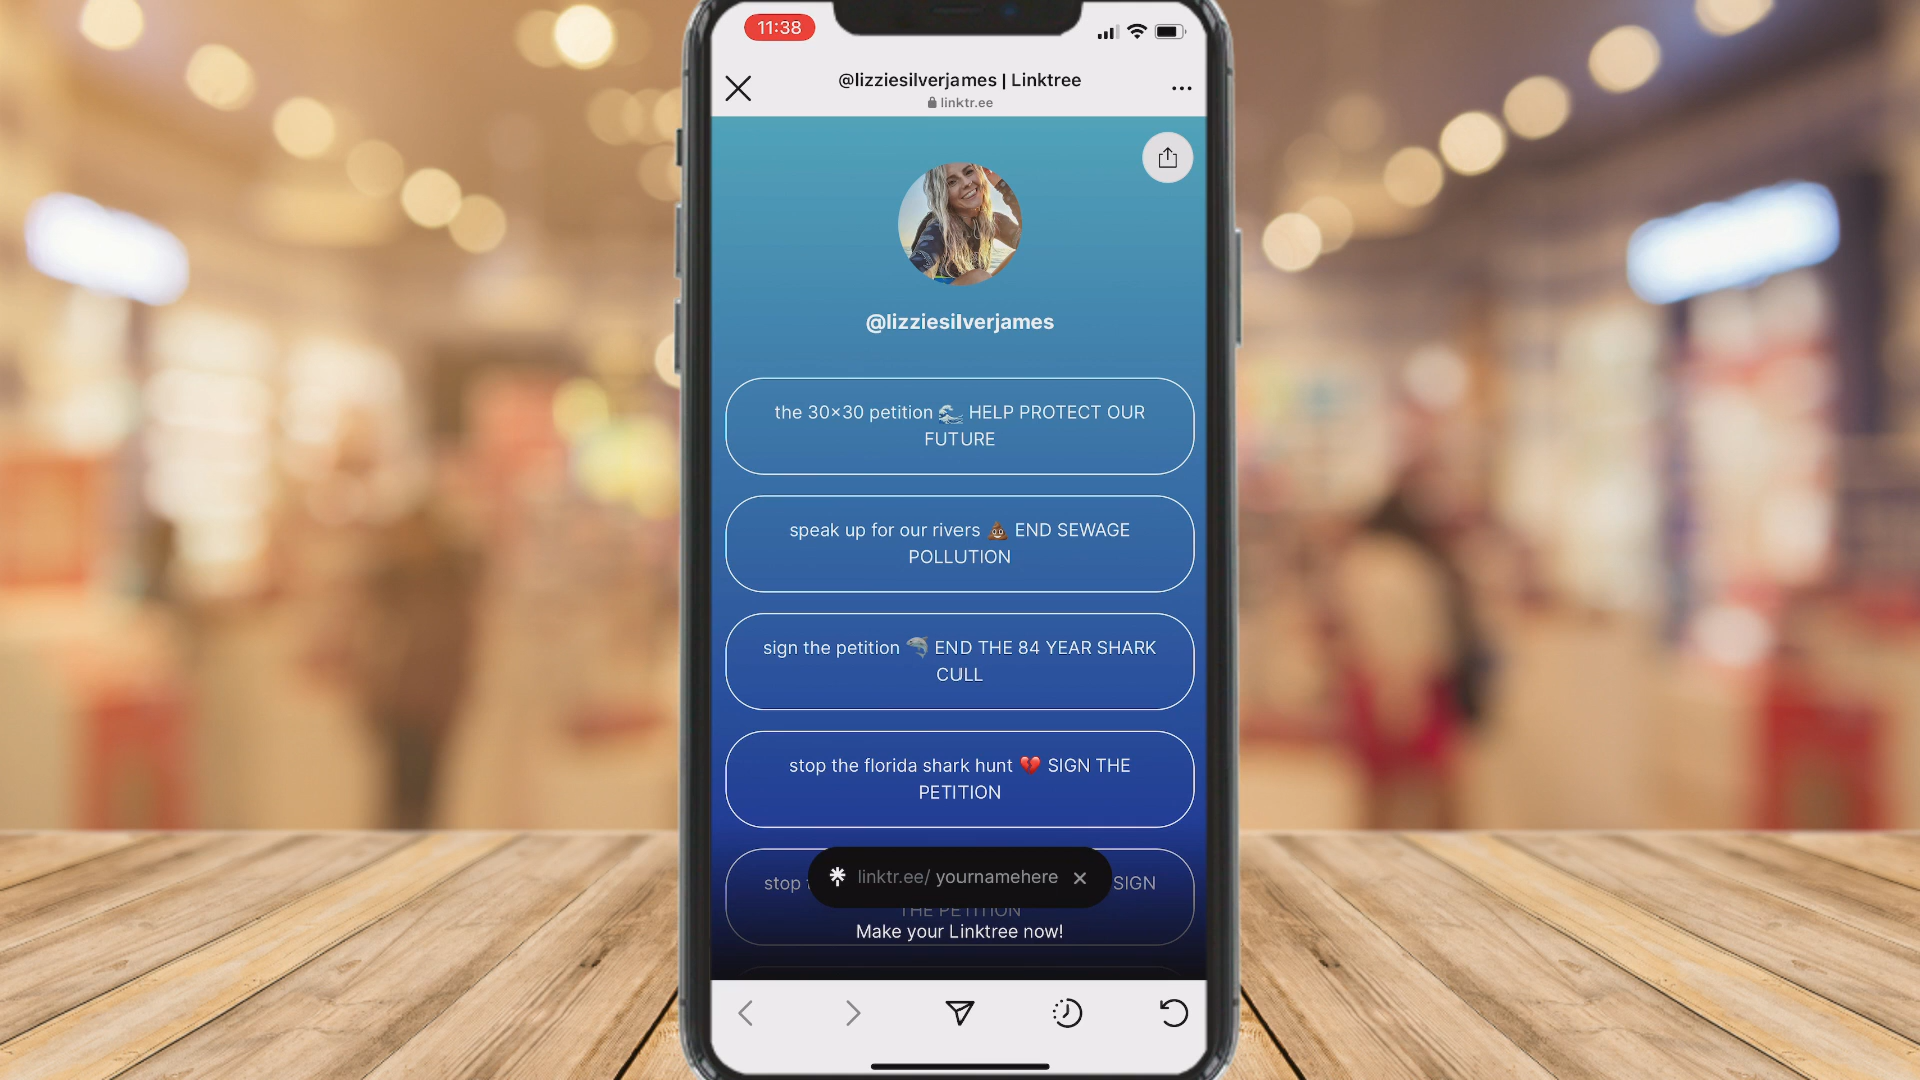 11:38
@lizziesilverjames | Linktree
linktr.ee
@lizziesilverjames
the 30x30 petition 🌊 HELP PROTECT OUR
FUTURE
speak up for our rivers 💩 END SEWAGE
POLLUTION
sign the petition 🦈 END THE 84 YEAR SHARK
CULL
stop the florida shark hunt 💔 SIGN THE
PETITION
stop SIGN
linktr.ee/ yournamehere
THE PETITION
Make your Linktree now!